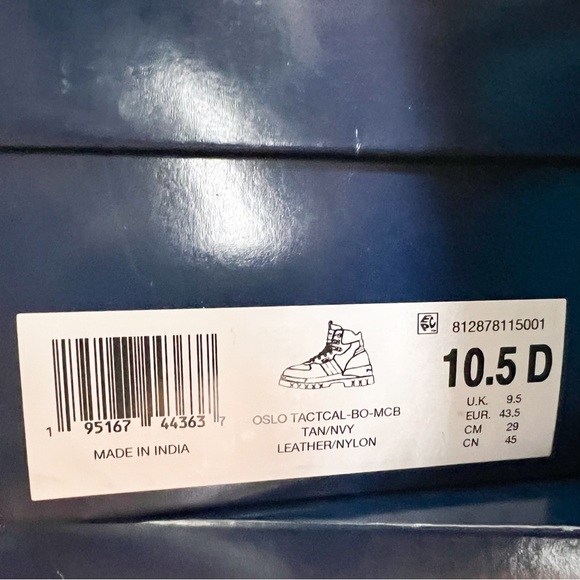 812878115001
10.5 D
U.K. 9.5
EUR. 43.5
CM 29
CN 45
1 95167 44363 7
MADE IN INDIA
OSLO TACTCAL-BO-MCB
TAN/NVY
LEATHER/NYLON